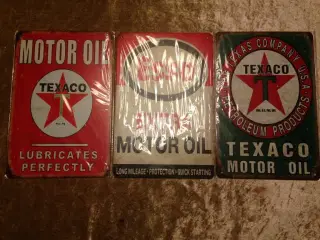 MOTOR OIL
TEXACO
LUBRICATES
PERFECTLY
MOTOR OIL
LONG MILEAGE • PROTECTION • QUICK STARTING
TEXAS COMPANY U.S.A.
TEXACO
PETROLEUM PRODUCTS
TEXACO
MOTOR OIL